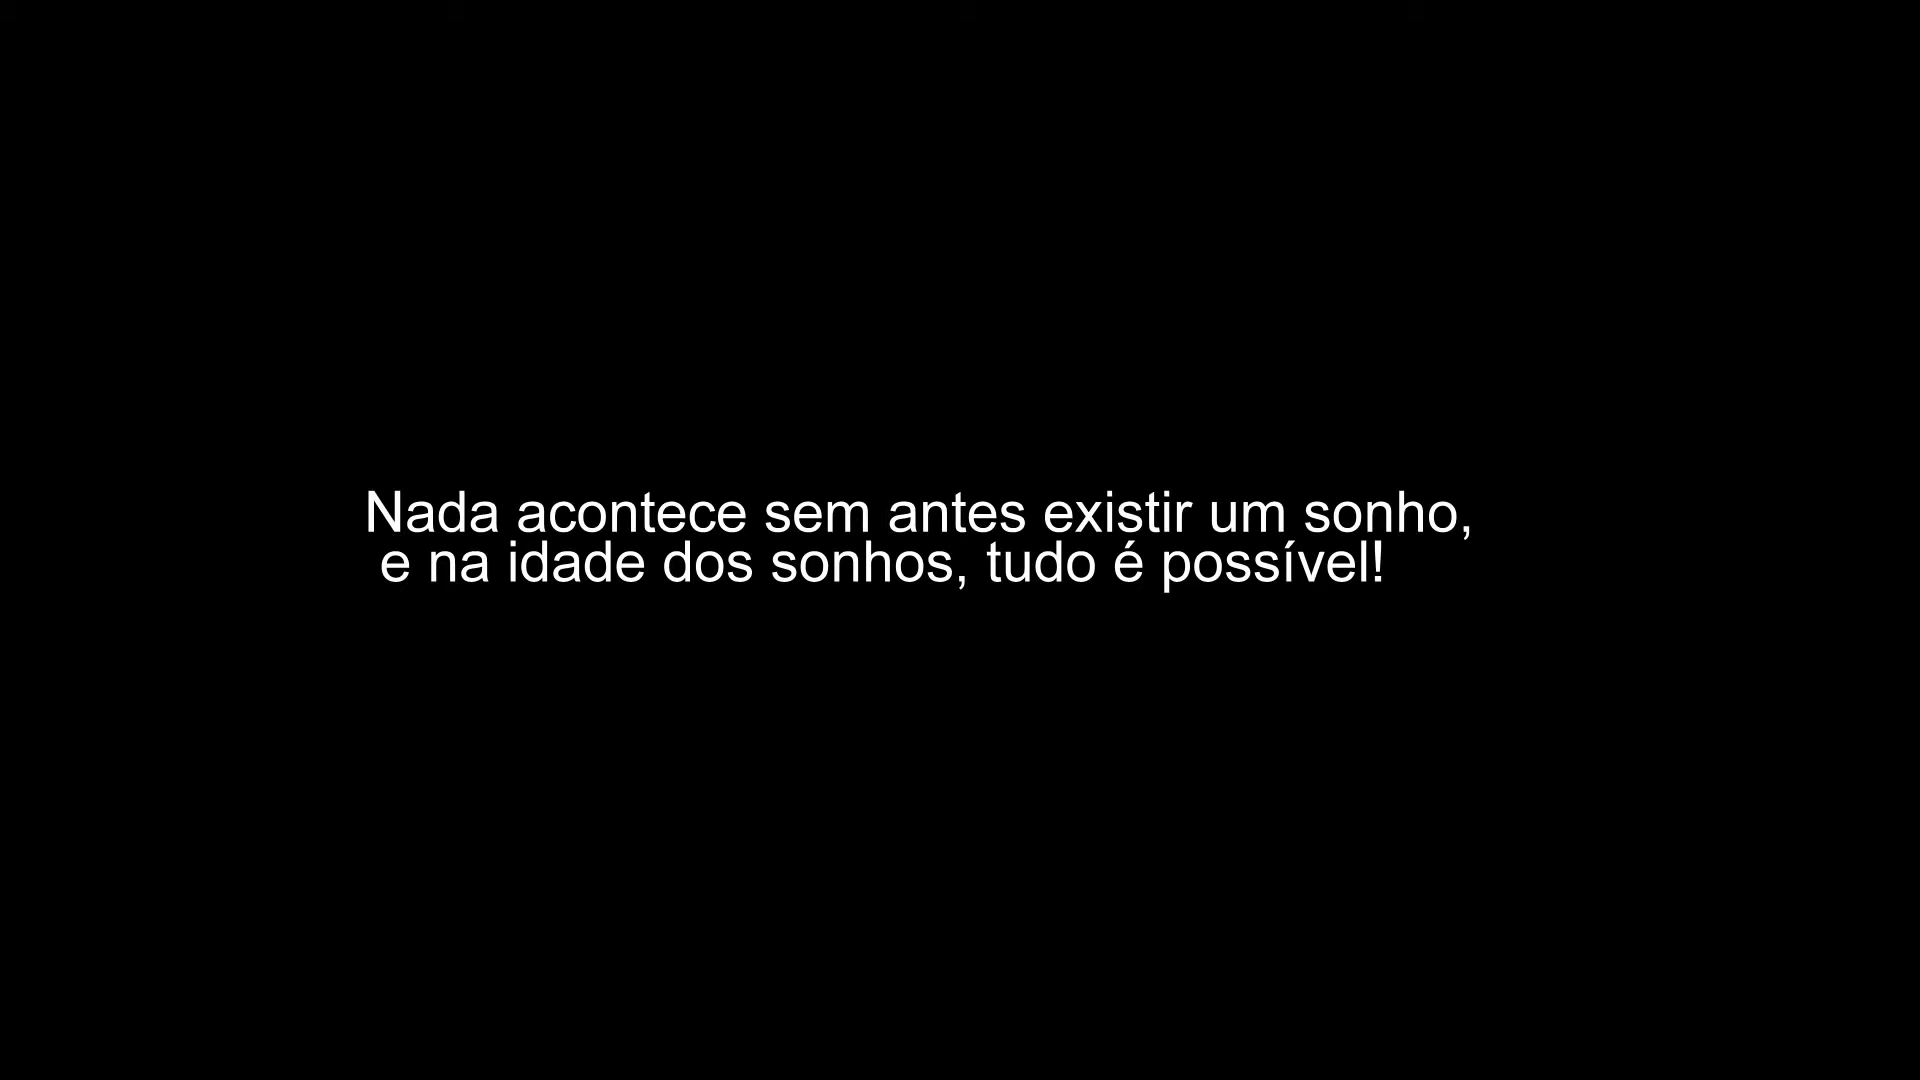 Nada acontece sem antes existir um sonho,
e na idade dos sonhos, tudo é possível!